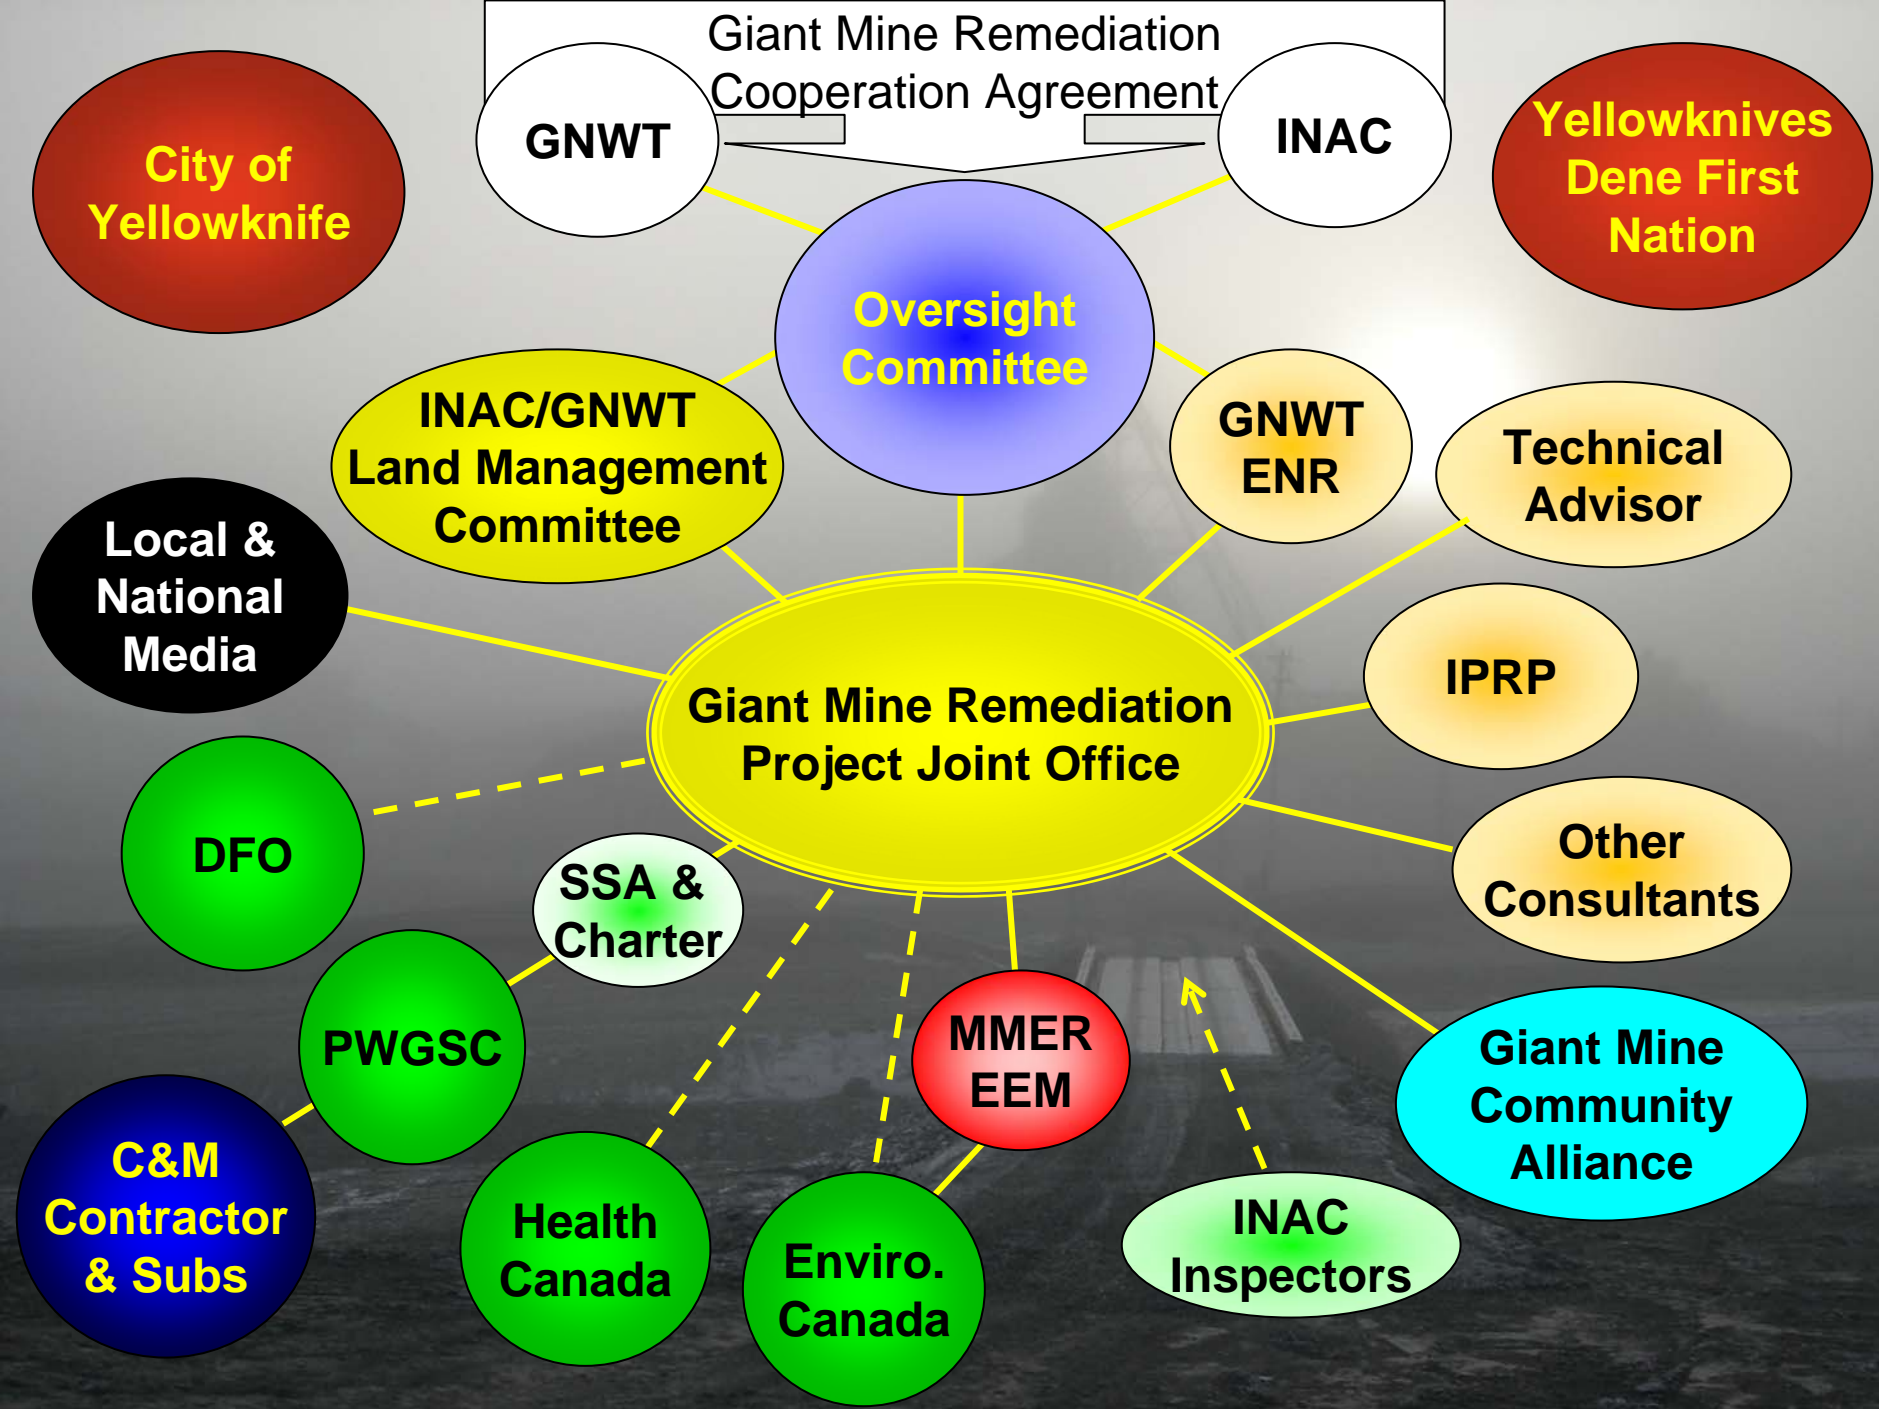 Giant Mine Remediation
Cooperation Agreement
City of
Yellowknife
GNWT
INAC
Yellowknives
Dene First
Nation
Oversight
Committee
INAC/GNWT
Land Management
Committee
GNWT
ENR
Technical
Advisor
Local &
National
Media
IPRP
Giant Mine Remediation
Project Joint Office
DFO
SSA &
Charter
Other
Consultants
PWGSC
MMER
EEM
Giant Mine
Community
Alliance
C&M
Contractor
& Subs
Health
Canada
Enviro.
Canada
INAC
Inspectors